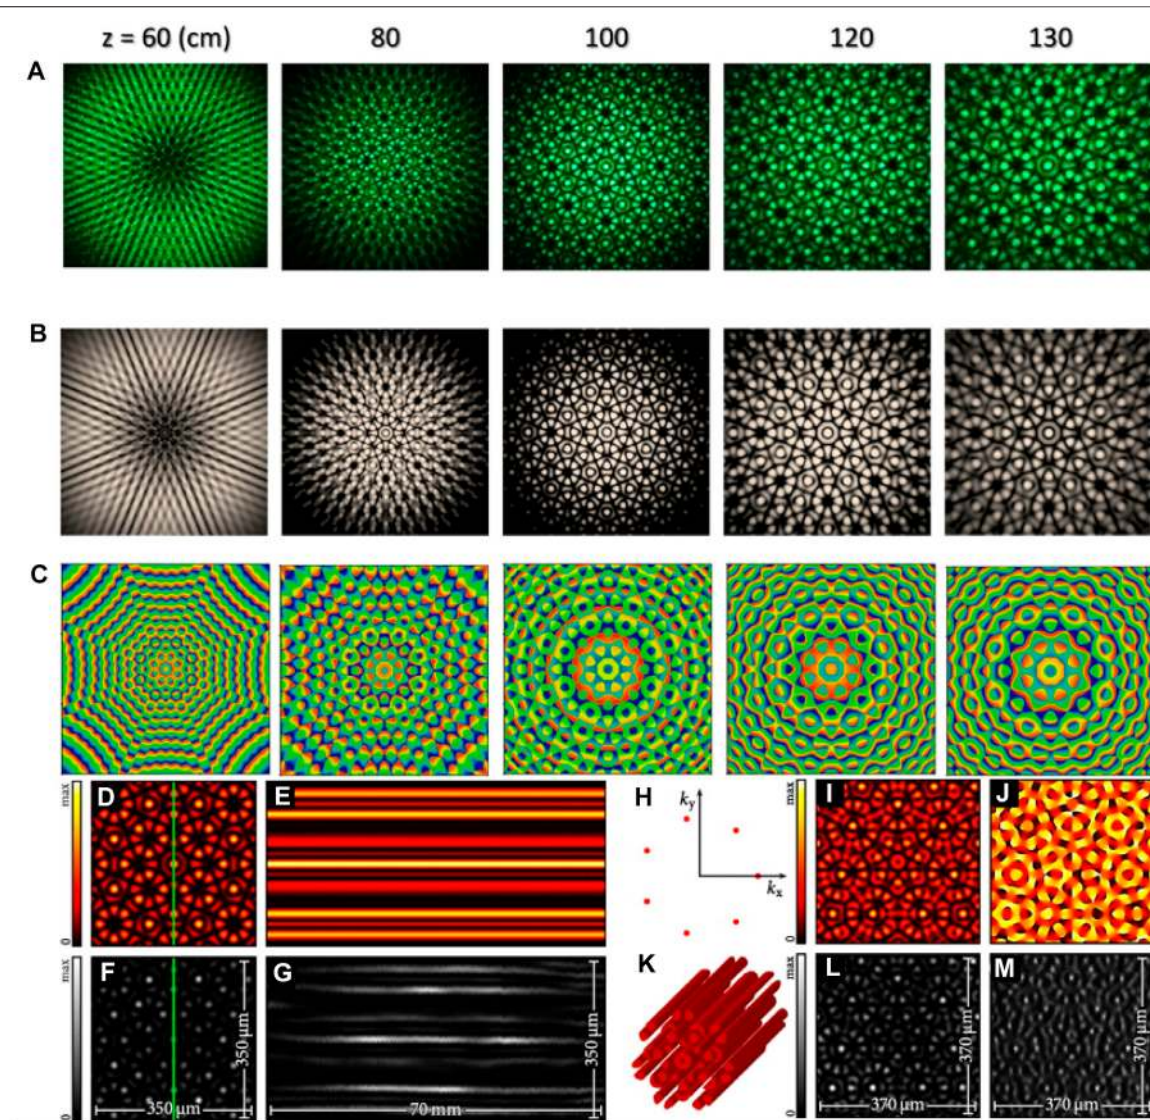 z = 60 (cm) 80 100 120 130
A
B
C
max D E H k_y k_x max I J
0 0
max F G K max L M
350 µm 350 µm 370 µm 370 µm
0 350 µm 70 mm 0 370 µm 370 µm